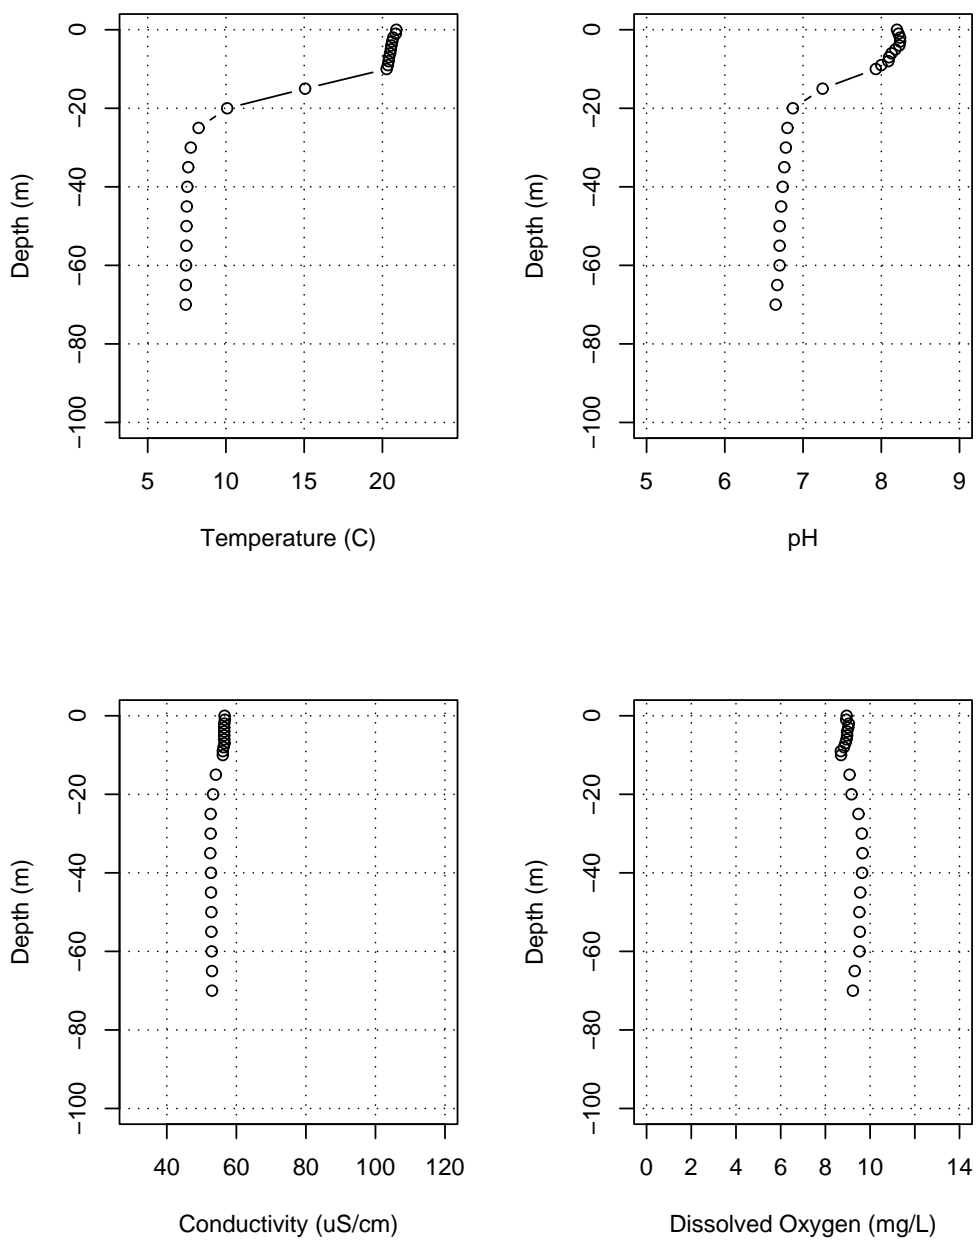 0
−20
−40
−60
−80
−100
Depth (m)
5 10 15 20
Temperature (C)
0
−20
−40
−60
−80
−100
Depth (m)
5 6 7 8 9
pH
0
−20
−40
−60
−80
−100
Depth (m)
40 60 80 100 120
Conductivity (uS/cm)
0
−20
−40
−60
−80
−100
Depth (m)
0 2 4 6 8 10 14
Dissolved Oxygen (mg/L)